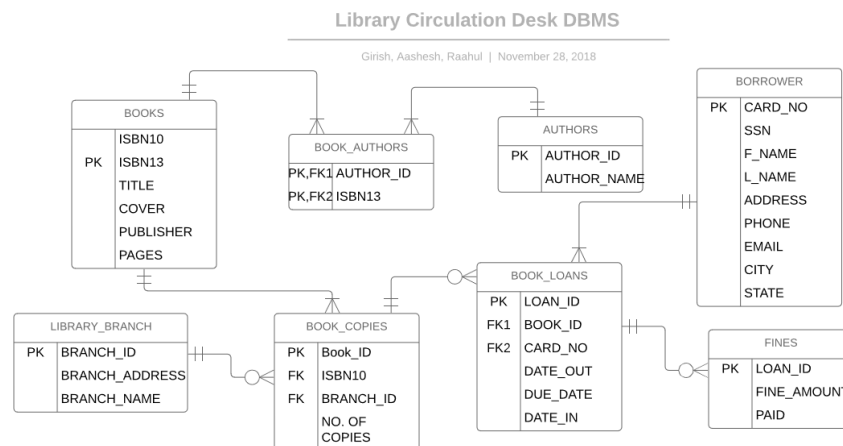 Library Circulation Desk DBMS
Girish, Aashesh, Raahul | November 28, 2018
BOOKS
ISBN10
PK ISBN13
TITLE
COVER
PUBLISHER
PAGES
BOOK_AUTHORS
PK,FK1 AUTHOR_ID
PK,FK2 ISBN13
AUTHORS
PK AUTHOR_ID
AUTHOR_NAME
BORROWER
PK CARD_NO
SSN
F_NAME
L_NAME
ADDRESS
PHONE
EMAIL
CITY
STATE
LIBRARY_BRANCH
PK BRANCH_ID
BRANCH_ADDRESS
BRANCH_NAME
BOOK_COPIES
PK Book_ID
FK ISBN10
FK BRANCH_ID
NO. OF
COPIES
BOOK_LOANS
PK LOAN_ID
FK1 BOOK_ID
FK2 CARD_NO
DATE_OUT
DUE_DATE
DATE_IN
FINES
PK LOAN_ID
FINE_AMOUNT
PAID